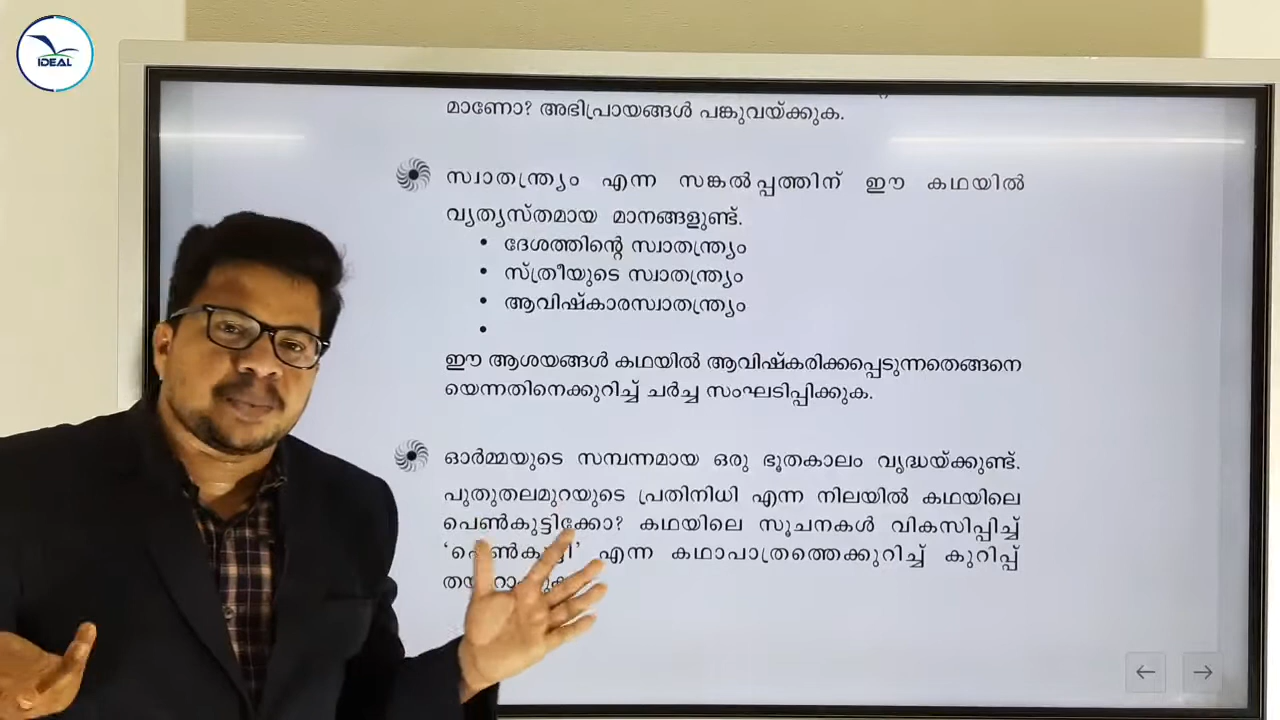 IDEAL
മാണോ? അഭിപ്രായങ്ങൾ പങ്കുവയ്ക്കുക.
സ്വാതന്ത്ര്യം എന്ന സങ്കൽപ്പത്തിന് ഈ കഥയിൽ
വ്യത്യസ്തമായ മാനങ്ങളുണ്ട്.
• ദേശത്തിന്റെ സ്വാതന്ത്ര്യം
• സ്ത്രീയുടെ സ്വാതന്ത്ര്യം
• ആവിഷ്കാരസ്വാതന്ത്ര്യം
•
ഈ ആശയങ്ങൾ കഥയിൽ ആവിഷ്കരിക്കപ്പെടുന്നതെങ്ങനെ
യെന്നതിനെക്കുറിച്ച് ചർച്ച സംഘടിപ്പിക്കുക.
ഓർമ്മയുടെ സമ്പന്നമായ ഒരു ഭൂതകാലം വൃദ്ധയ്ക്കുണ്ട്.
പുതുതലമുറയുടെ പ്രതിനിധി എന്ന നിലയിൽ കഥയിലെ
പെൺകുട്ടിക്കോ? കഥയിലെ സൂചനകൾ വികസിപ്പിച്ച്
‘പെൺകുട്ടി’ എന്ന കഥാപാത്രത്തെക്കുറിച്ച് കുറിപ്പ്